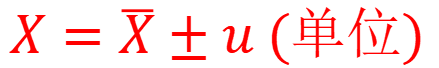 X = X̅ ± u (单位)